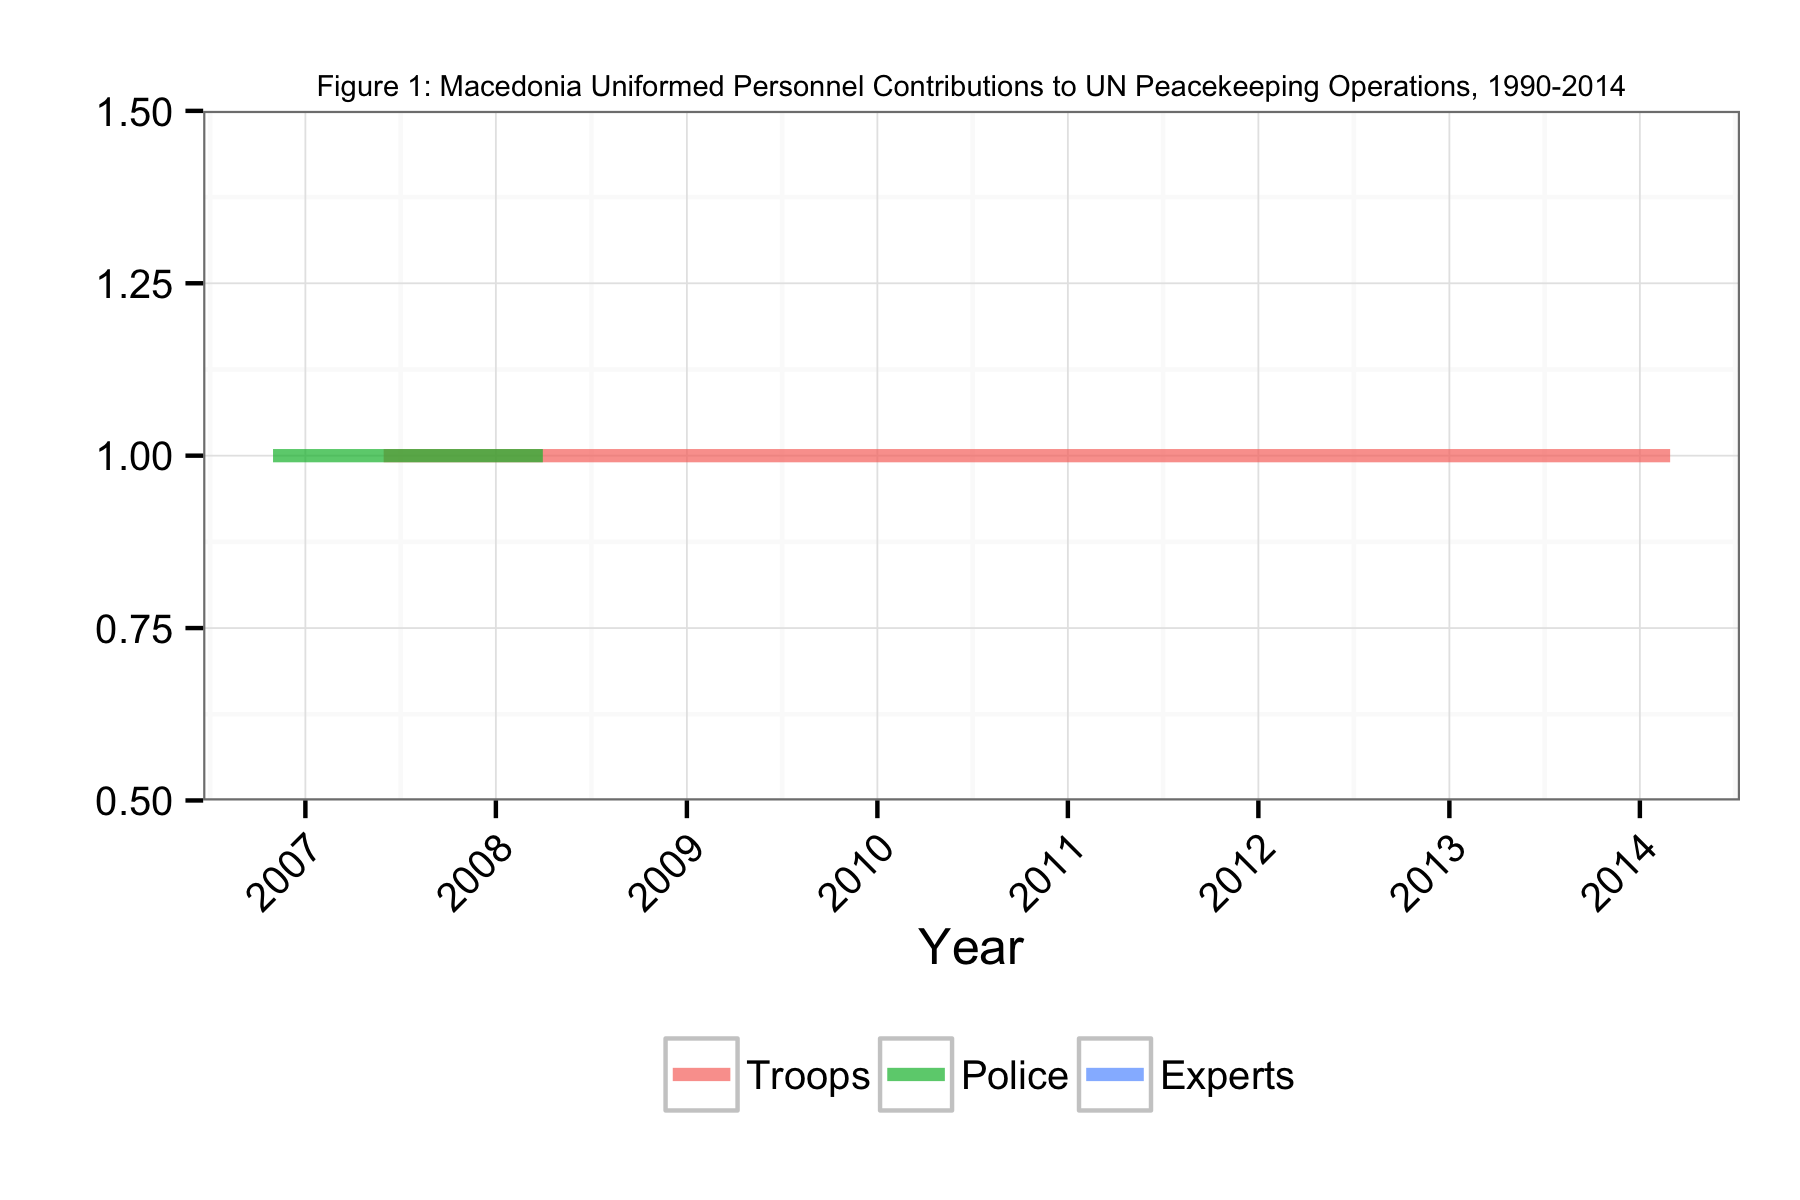 Figure 1: Macedonia Uniformed Personnel Contributions to UN Peacekeeping Operations, 1990-2014
1.50
1.25
1.00
0.75
0.50
2007 2008 2009 2010 2011 2012 2013 2014
Year
Troops Police Experts